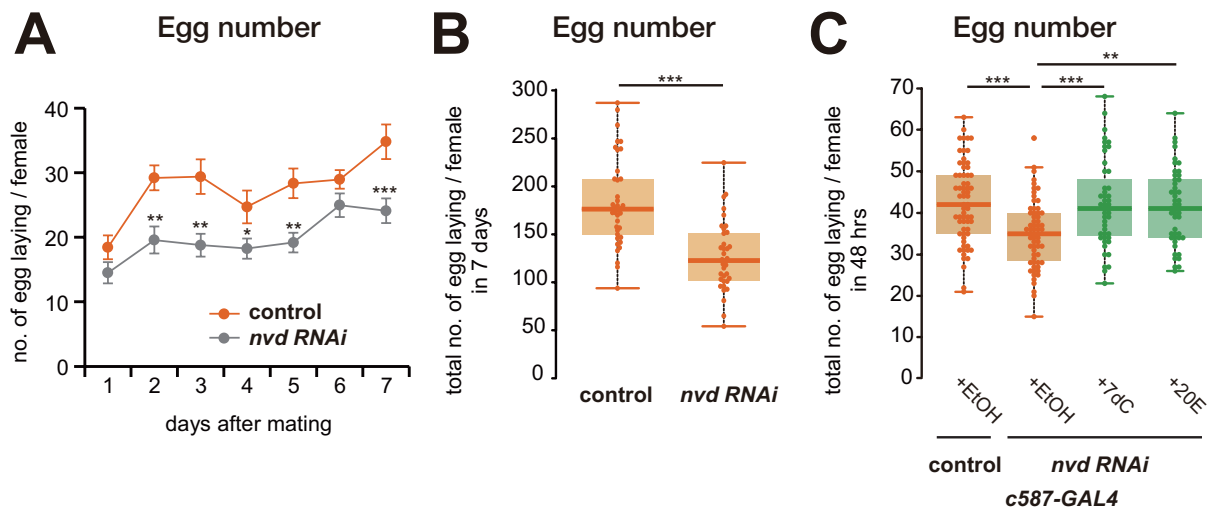 A
Egg number
no. of egg laying / female
40
30
20
10
0
**
**
*
**
***
control
nvd RNAi
1 2 3 4 5 6 7
days after mating
B
Egg number
total no. of egg laying / female
in 7 days
300
250
200
150
100
50
0
***
control nvd RNAi
C
Egg number
total no. of egg laying / female
in 48 hrs
70
60
50
40
30
20
10
0
**
*** ***
+EtOH +EtOH +7dC +20E
control nvd RNAi
c587-GAL4